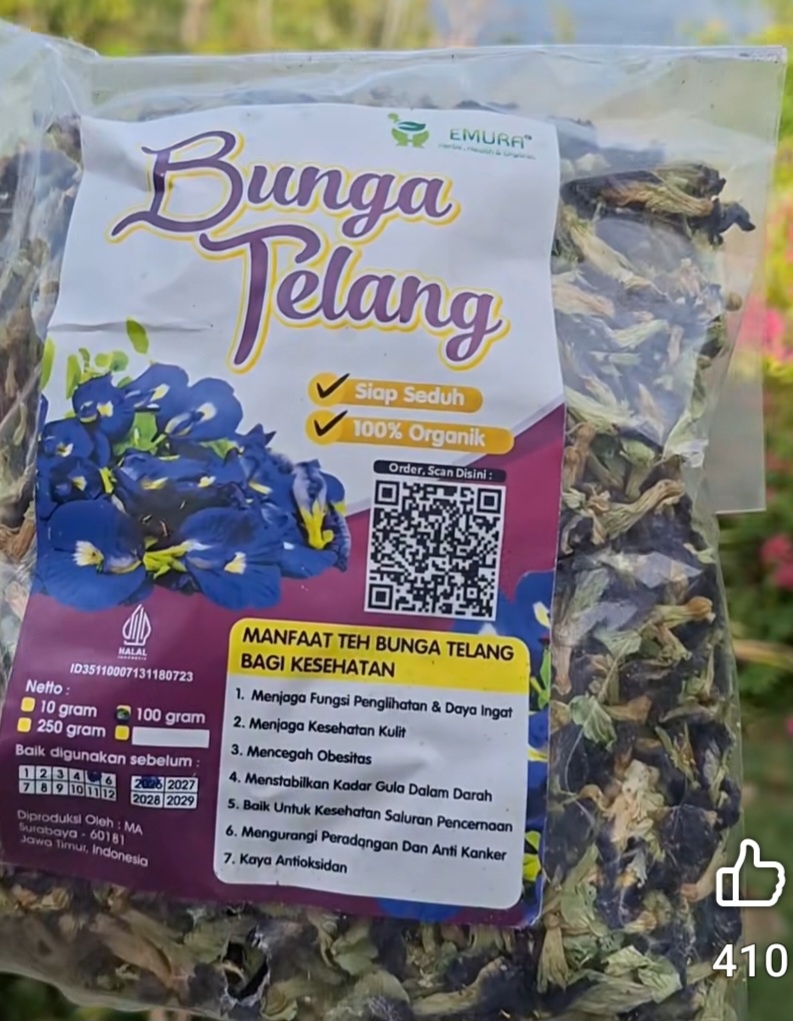 EMURA
Herbs, Health & Organic
Bunga
Telang
Siap Seduh
100% Organik
Order, Scan Disini :
HALAL
INDONESIA
ID35110007131180723
Netto :
10 gram
100 gram
250 gram
Baik digunakan sebelum :
1 2 3 4 6
7 8 9 10 11 12
2026 2027
2028 2029
Diproduksi Oleh : MA
Surabaya - 60181
Jawa Timur, Indonesia
MANFAAT TEH BUNGA TELANG
BAGI KESEHATAN
1. Menjaga Fungsi Penglihatan & Daya Ingat
2. Menjaga Kesehatan Kulit
3. Mencegah Obesitas
4. Menstabilkan Kadar Gula Dalam Darah
5. Baik Untuk Kesehatan Saluran Pencernaan
6. Mengurangi Peradangan Dan Anti Kanker
7. Kaya Antioksidan
410